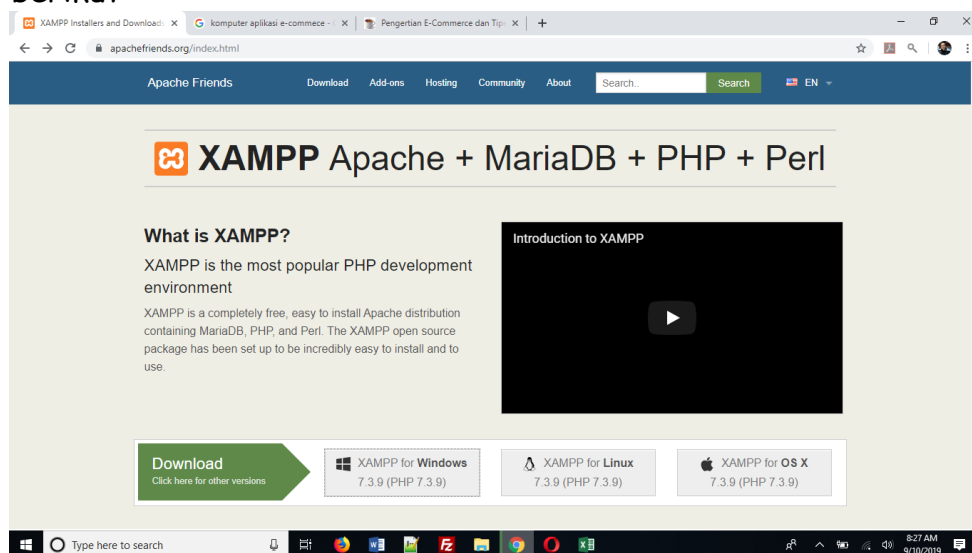 XAMPP Installers and Downloads
komputer aplikasi e-commece -
Pengertian E-Commerce dan Tips
apachefriends.org/index.html
Apache Friends Download Add-ons Hosting Community About Search.. Search EN
XAMPP Apache + MariaDB + PHP + Perl
What is XAMPP?
XAMPP is the most popular PHP development
environment
XAMPP is a completely free, easy to install Apache distribution
containing MariaDB, PHP, and Perl. The XAMPP open source
package has been set up to be incredibly easy to install and to
use.
Introduction to XAMPP
Download
Click here for other versions
XAMPP for Windows
7.3.9 (PHP 7.3.9)
XAMPP for Linux
7.3.9 (PHP 7.3.9)
XAMPP for OS X
7.3.9 (PHP 7.3.9)
Type here to search
8:27 AM
9/10/2019